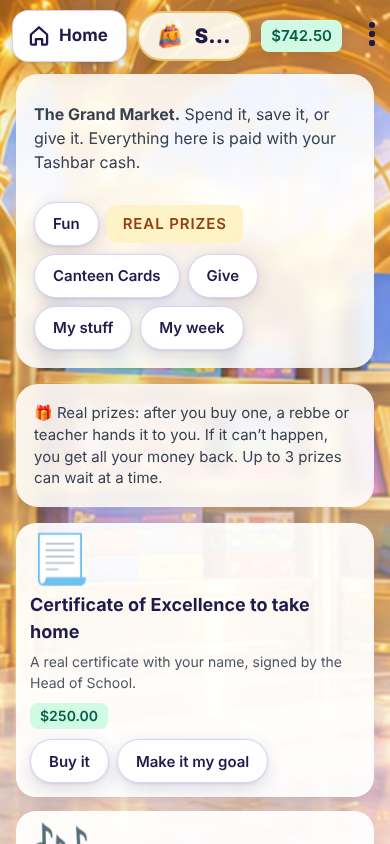 Home
S...
$742.50
The Grand Market. Spend it, save it, or
give it. Everything here is paid with your
Tashbar cash.
Fun
REAL PRIZES
Canteen Cards
Give
My stuff
My week
Real prizes: after you buy one, a rebbe or
teacher hands it to you. If it can't happen,
you get all your money back. Up to 3 prizes
can wait at a time.
Certificate of Excellence to take
home
A real certificate with your name, signed by the
Head of School.
$250.00
Buy it
Make it my goal